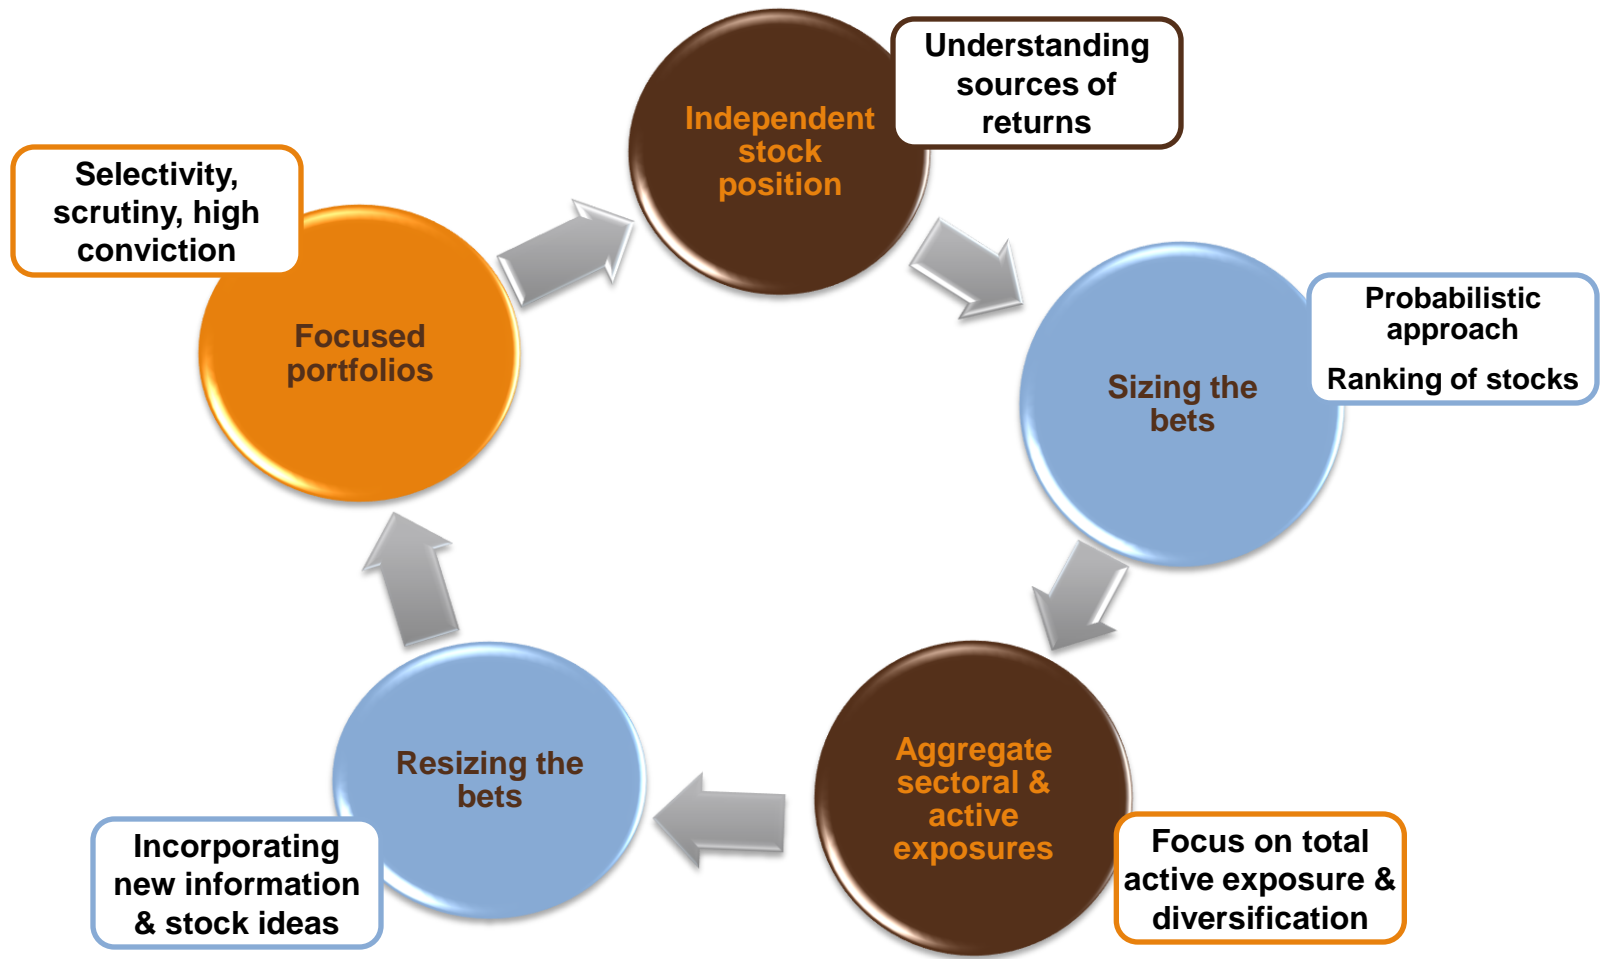 Understanding
sources of
returns
Independent
stock
position
Selectivity,
scrutiny, high
conviction
Focused
portfolios
Probabilistic
approach
Ranking of stocks
Sizing the
bets
Aggregate
sectoral &
active
exposures
Focus on total
active exposure &
diversification
Resizing the
bets
Incorporating
new information
& stock ideas